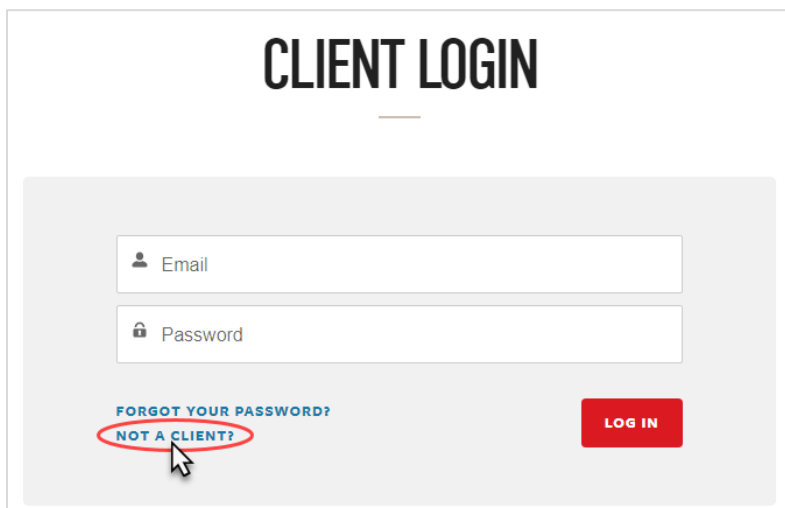 CLIENT LOGIN
Email
Password
FORGOT YOUR PASSWORD?
NOT A CLIENT?
LOG IN